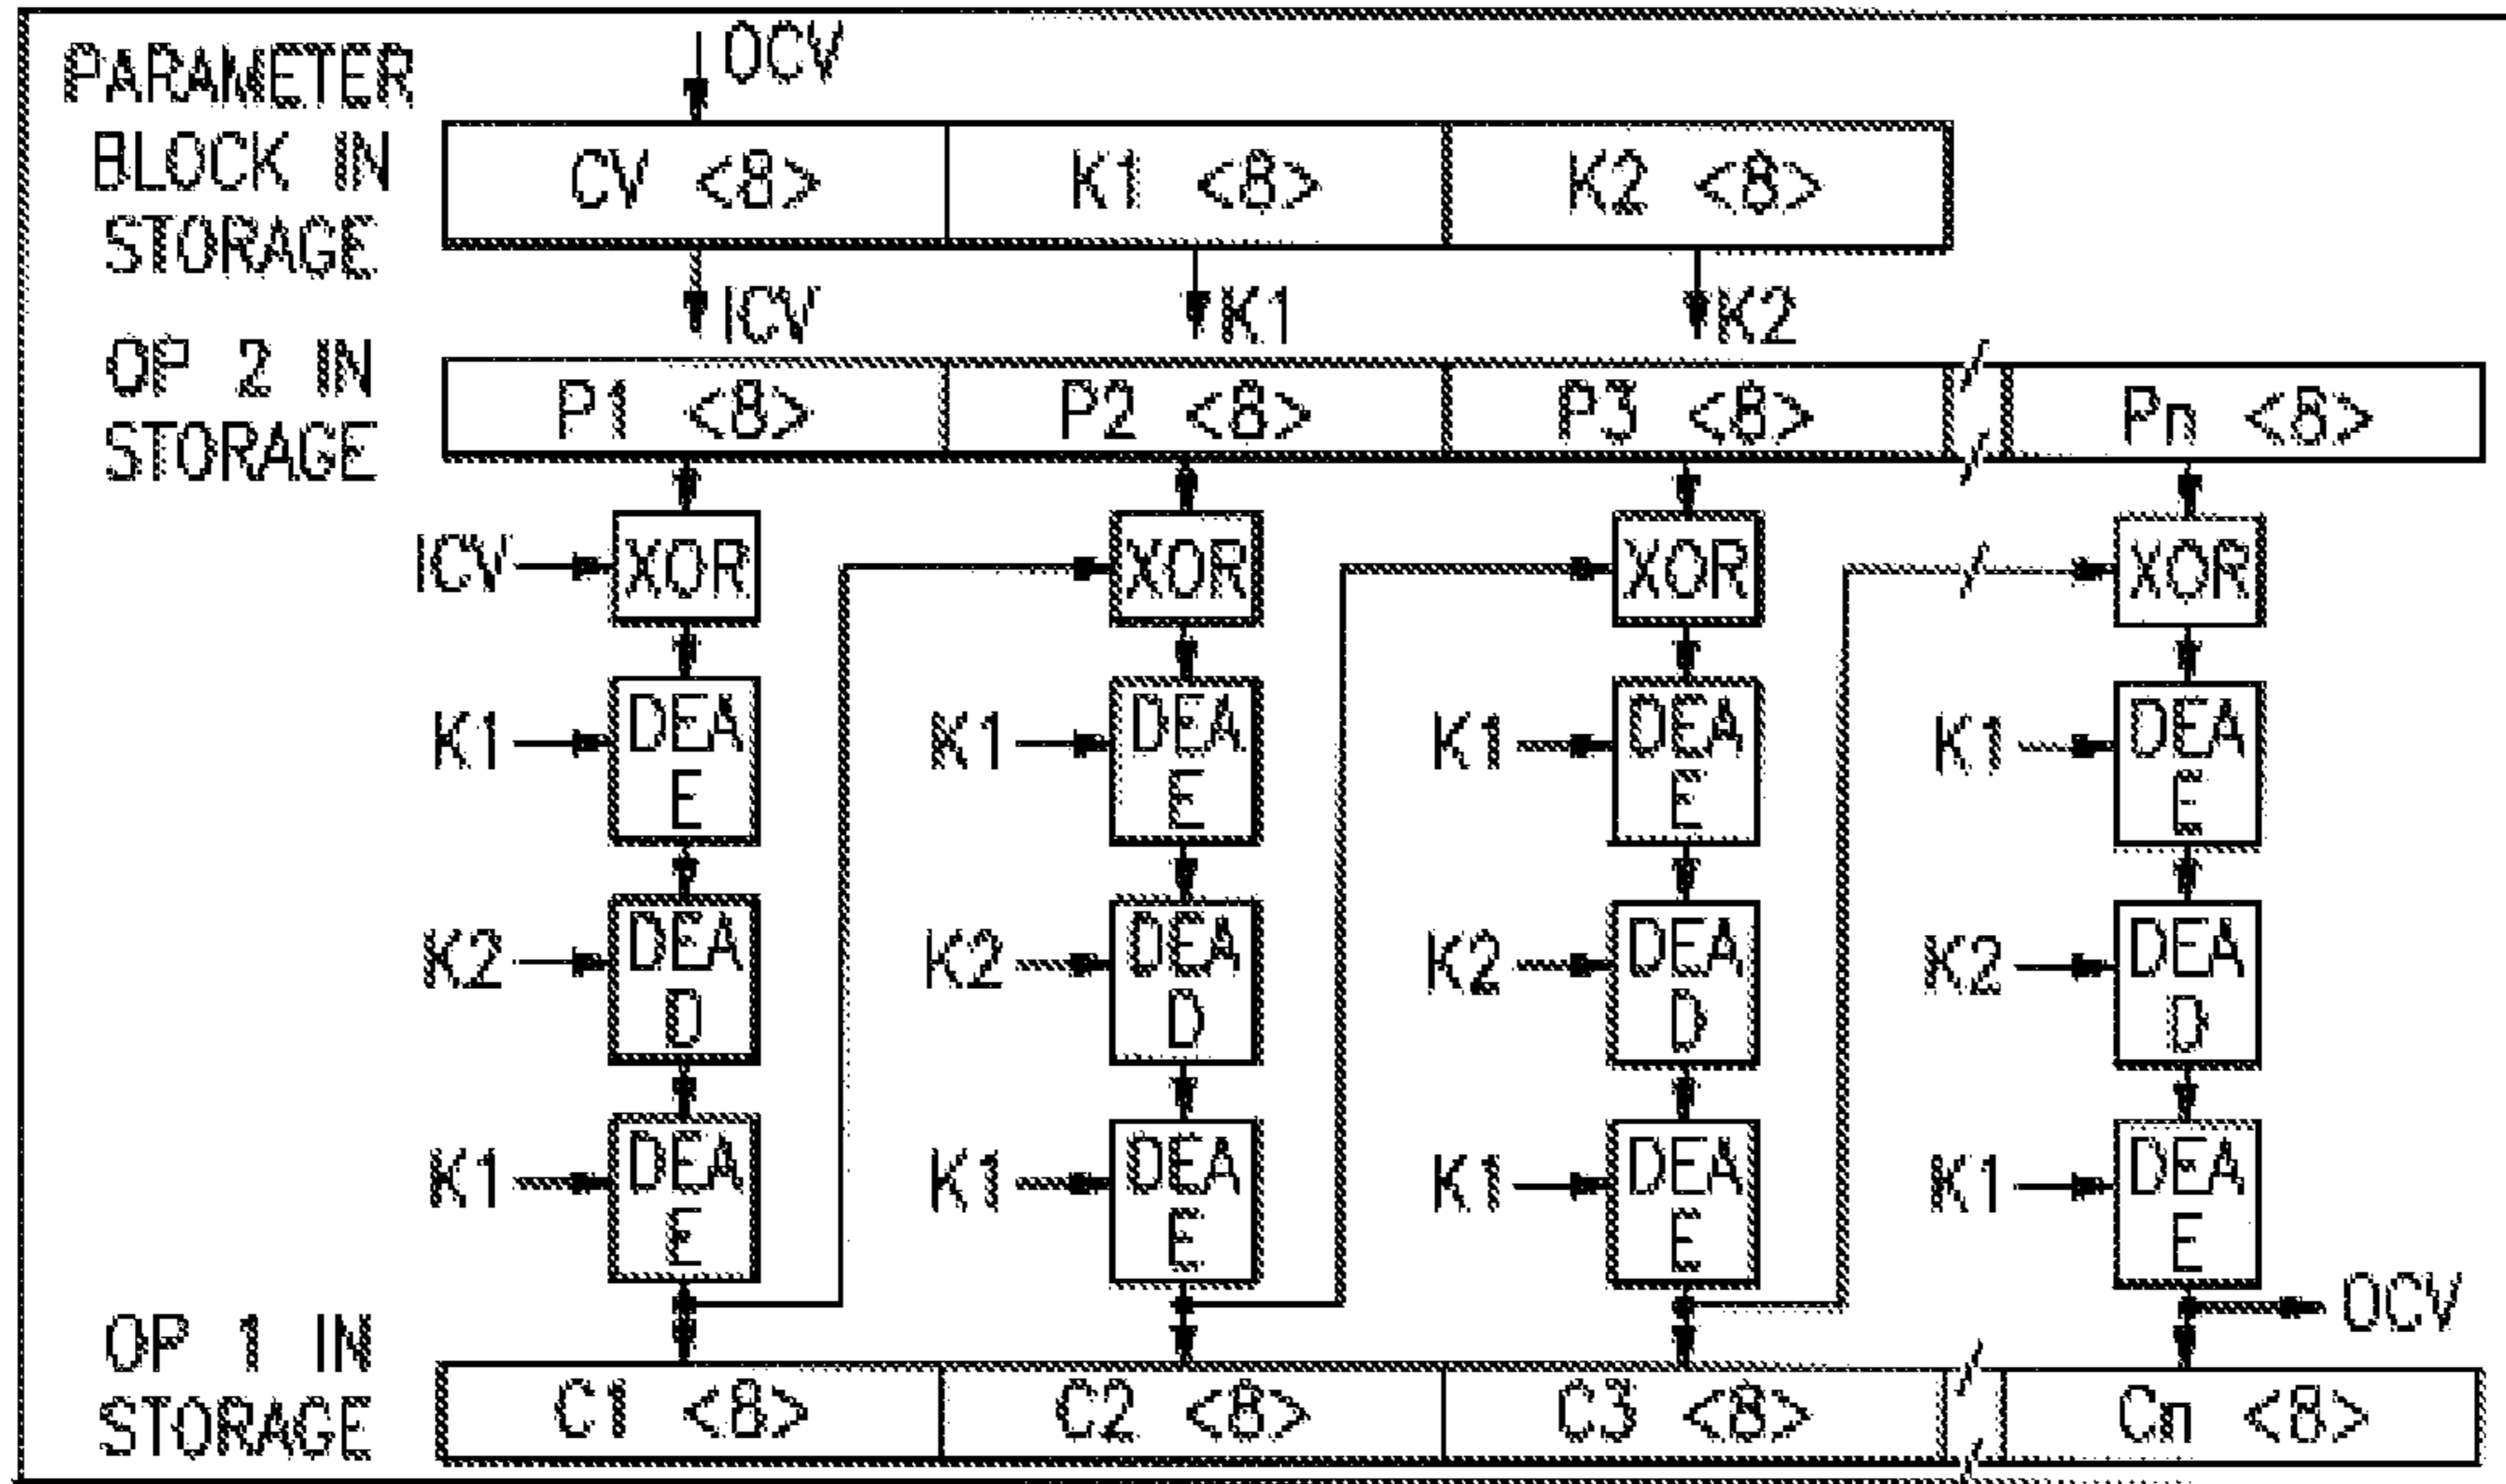 OCV
PARAMETER
BLOCK IN
STORAGE
CV <8> K1 <8> K2 <8>
ICV K1 K2
OP 2 IN
STORAGE
P1 <8> P2 <8> P3 <8> Pn <8>
ICV XOR XOR XOR XOR
K1 DEA K1 DEA K1 DEA K1 DEA
E E E E
K2 DEA K2 DEA K2 DEA K2 DEA
D D D D
K1 DEA K1 DEA K1 DEA K1 DEA
E E E E
OCV
OP 1 IN
STORAGE
C1 <8> C2 <8> C3 <8> Cn <8>